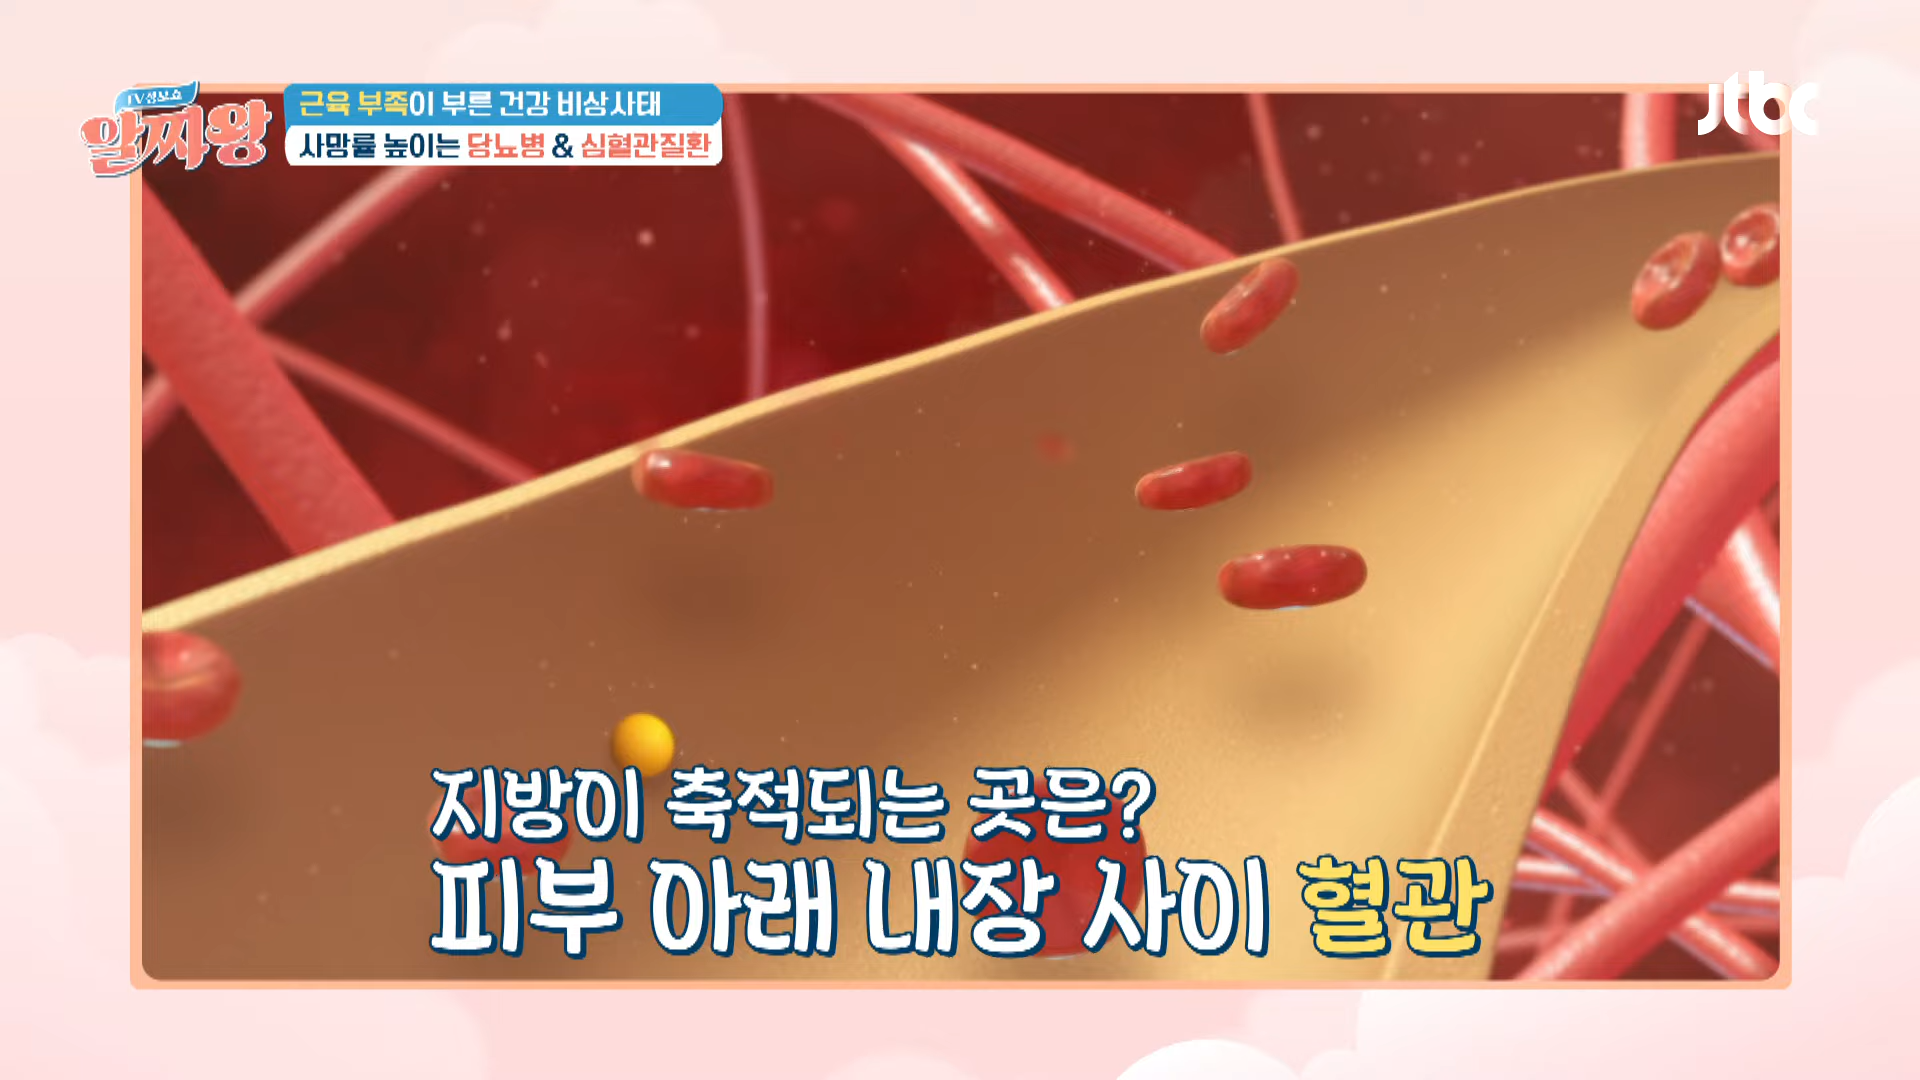 TV정보쇼
알짜왕
근육 부족이 부른 건강 비상사태
사망률 높이는 당뇨병 & 심혈관질환
jtbc
지방이 축적되는 곳은?
피부 아래 내장 사이 혈관